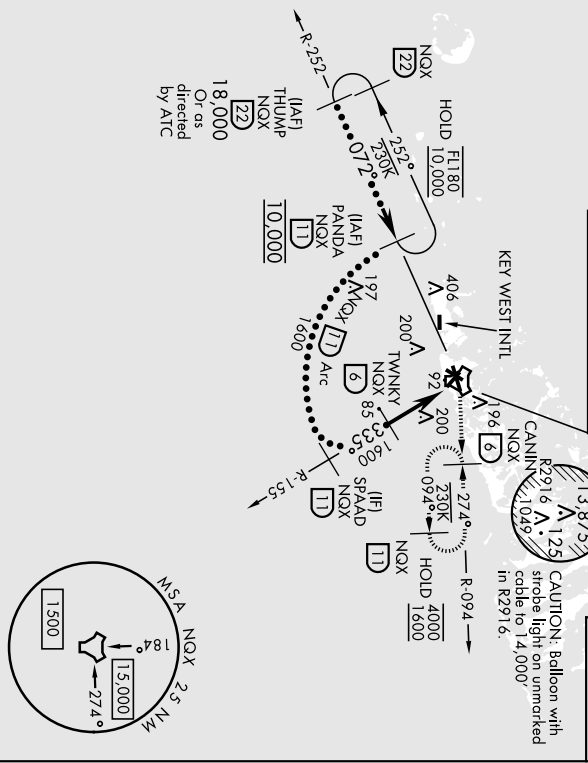 NQX
22
HOLD
FL180
10,000
R-252
252°
230K
072°
(IAF)
THUMP
NQX
22
18,000
Or as
directed
by ATC
(IAF)
PANDA
NQX
11
10,000
KEY WEST INTL
406
197
200
92
196
200
NQX
11
Arc
1600
TWNKY
NQX
6
85
335°
1600
(IF)
SPAAD
NQX
11
R-155
CANIN
NQX
6
R2916
1049
125
13,875
274°
230K
094°
R-094
NQX
11
HOLD
4000
1600
CAUTION: Balloon with
strobe light on unmarked
cable to 14,000'
in R2916.
MSA NQX 25 NM
1500
184°
15,000
274°